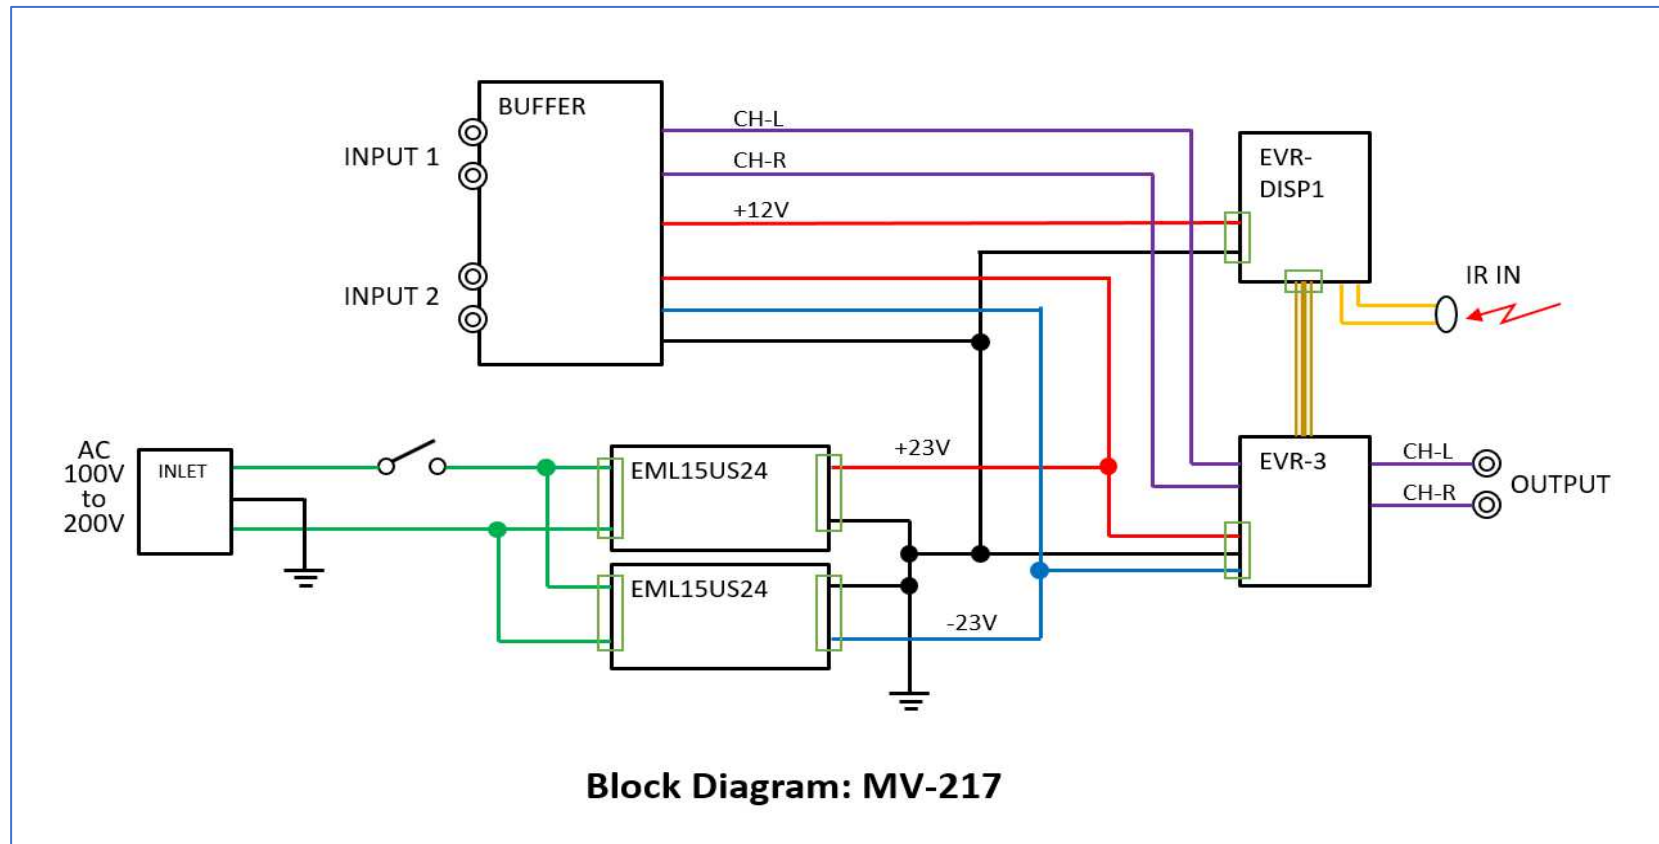 BUFFER
INPUT 1
INPUT 2
CH-L
CH-R
+12V
EVR-
DISP1
IR IN
AC
100V
to
200V
INLET
EML15US24
+23V
EML15US24
-23V
EVR-3
CH-L
CH-R
OUTPUT
Block Diagram: MV-217